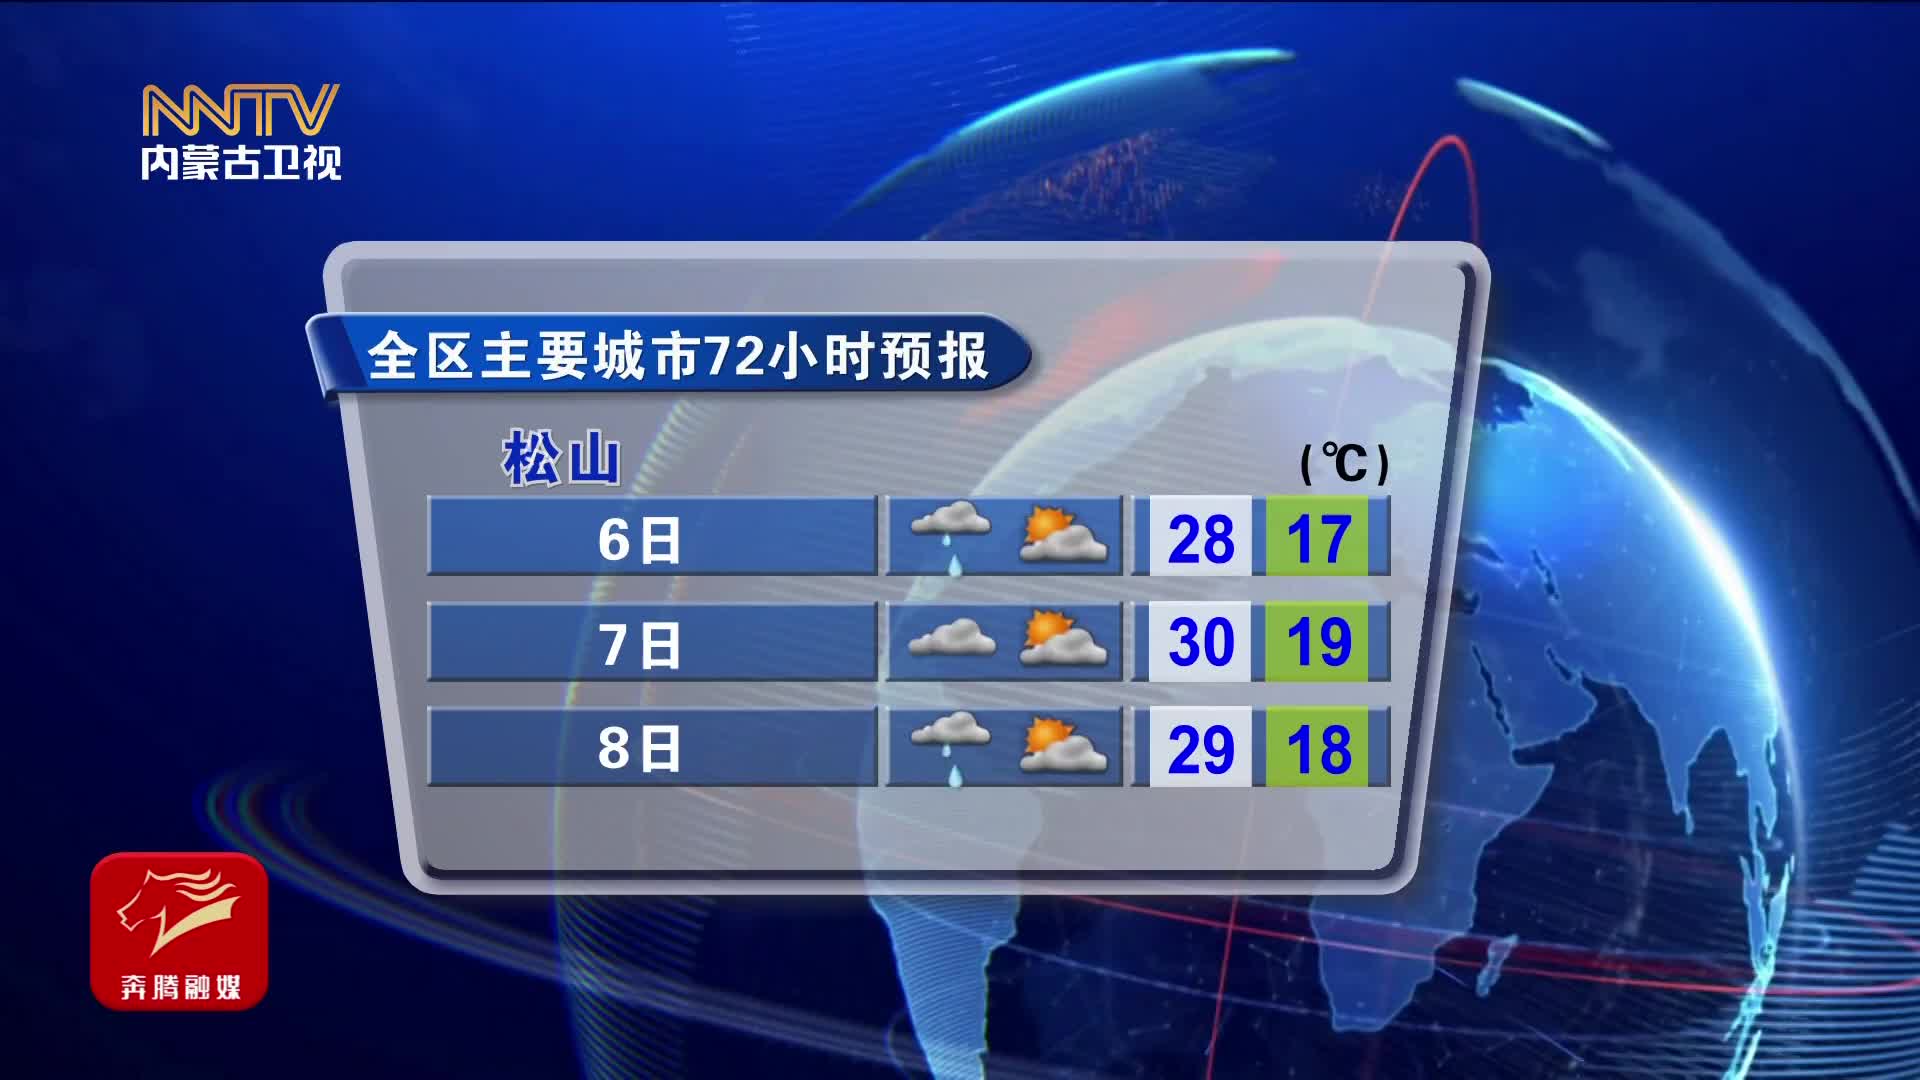 NNTV
内蒙古卫视
全区主要城市72小时预报
松山 (℃)
6日 28 17
7日 30 19
8日 29 18
奔腾融媒